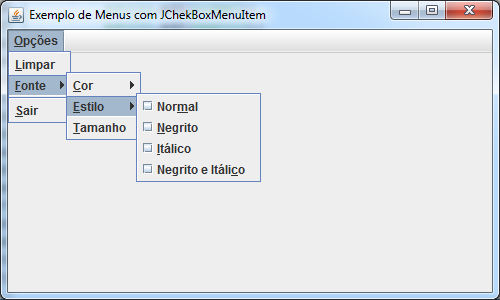 Exemplo de Menus com JChekBoxMenuItem
Opções
Limpar
Fonte
Sair
Cor
Estilo
Tamanho
Normal
Negrito
Itálico
Negrito e Itálico